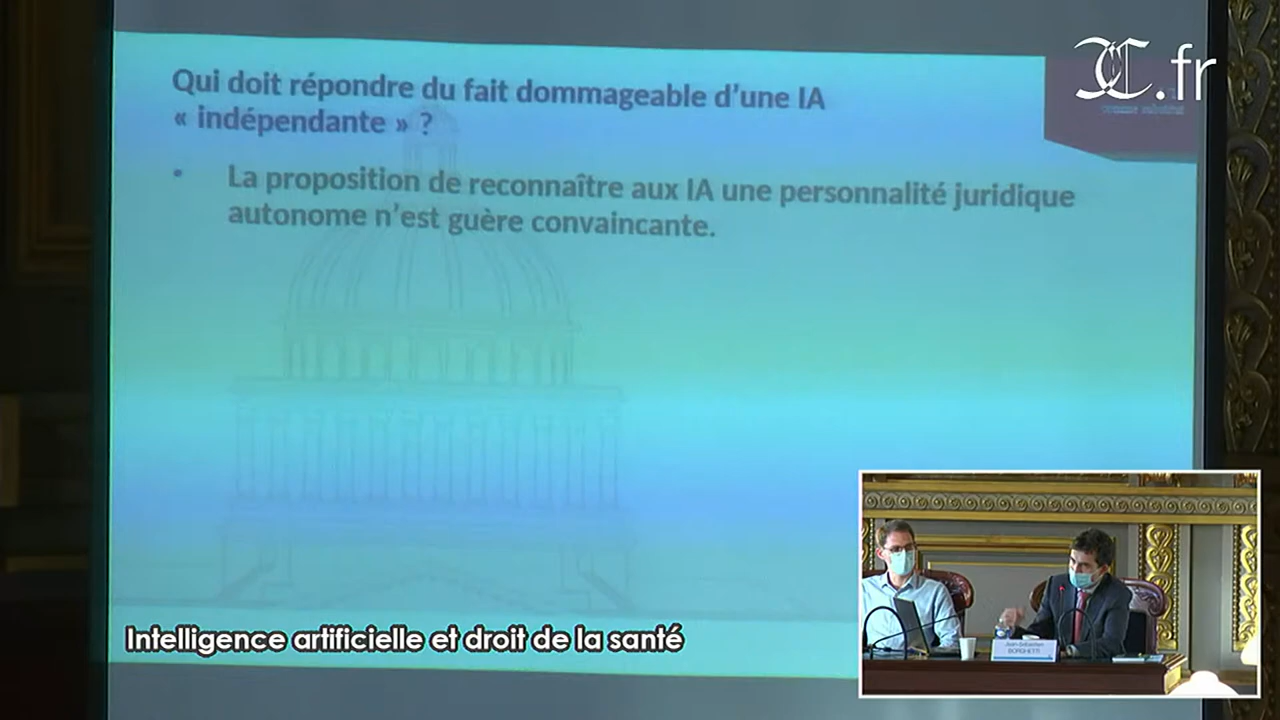 Qui doit répondre du fait dommageable d'une IA
« indépendante » ?
• La proposition de reconnaître aux IA une personnalité juridique
autonome n'est guère convaincante.
.fr
Intelligence artificielle et droit de la santé
BORGHETTI